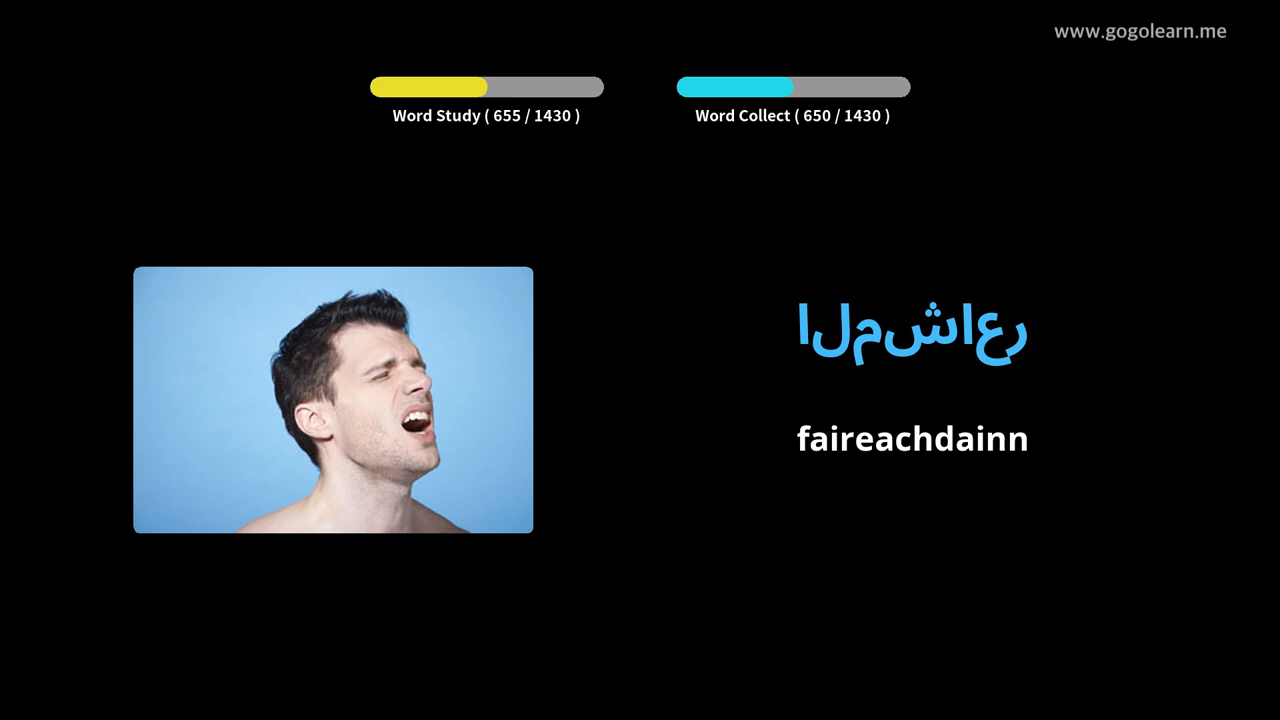 www.gogolearn.me
Word Study ( 655 / 1430 )
Word Collect ( 650 / 1430 )
المشاعر
faireachdainn